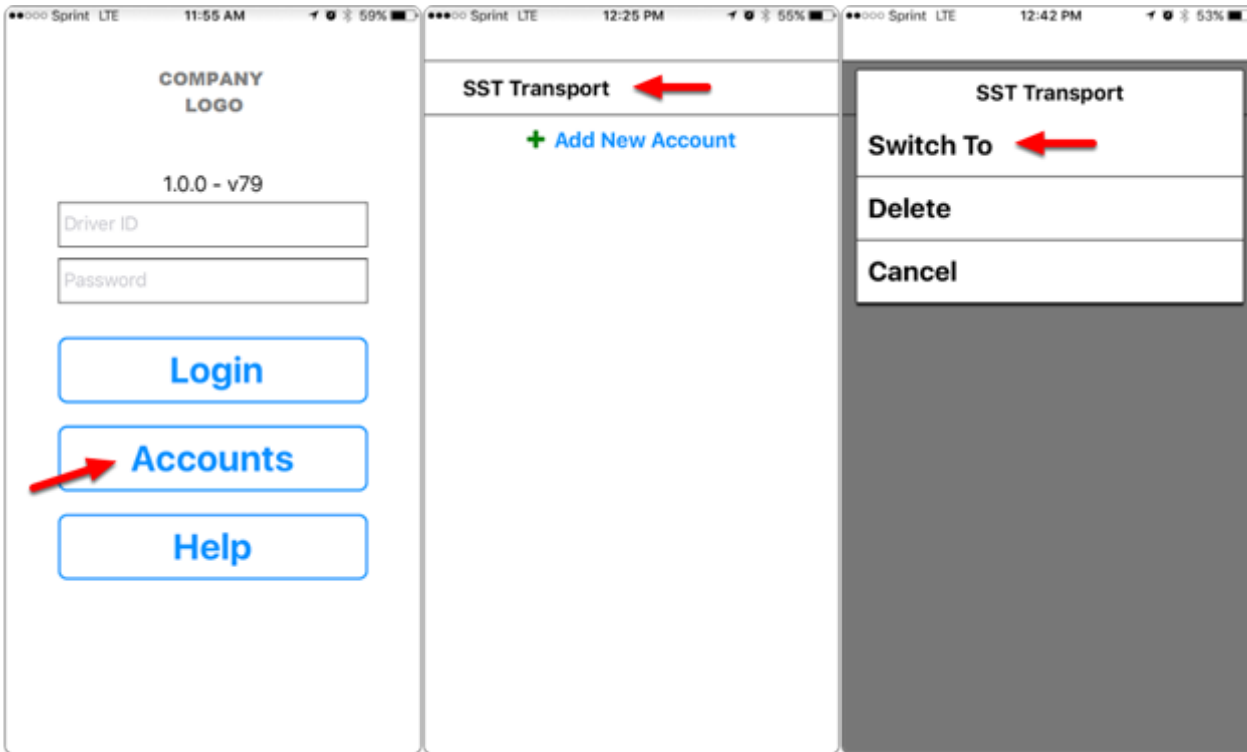 Sprint LTE 11:55 AM 59%
COMPANY
LOGO
1.0.0 - v79
Driver ID
Password
Login
Accounts
Help
Sprint LTE 12:25 PM 55%
SST Transport
+ Add New Account
Sprint LTE 12:42 PM 53%
SST Transport
Switch To
Delete
Cancel